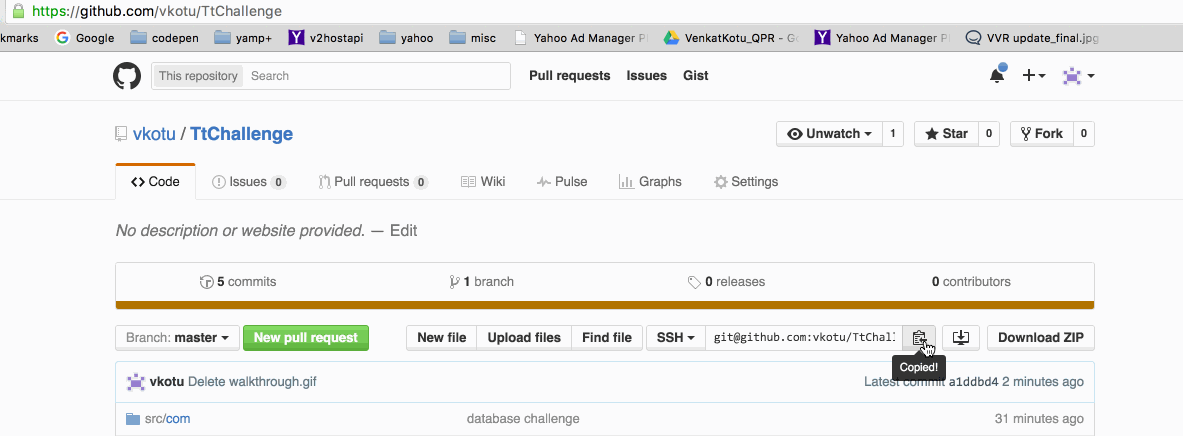 https://github.com/vkotu/TtChallenge
kmarks Google codepen yamp+ v2hostapi yahoo misc Yahoo Ad Manager Pl VenkatKotu_QPR - Go Yahoo Ad Manager Pl VVR update_final.jpg
This repository Search Pull requests Issues Gist
vkotu / TtChallenge Unwatch 1 Star 0 Fork 0
Code Issues 0 Pull requests 0 Wiki Pulse Graphs Settings
No description or website provided. — Edit
5 commits 1 branch 0 releases 0 contributors
Branch: master New pull request New file Upload files Find file SSH git@github.com:vkotu/TtChall Download ZIP
Copied!
vkotu Delete walkthrough.gif Latest commit a1ddbd4 2 minutes ago
src/com database challenge 31 minutes ago